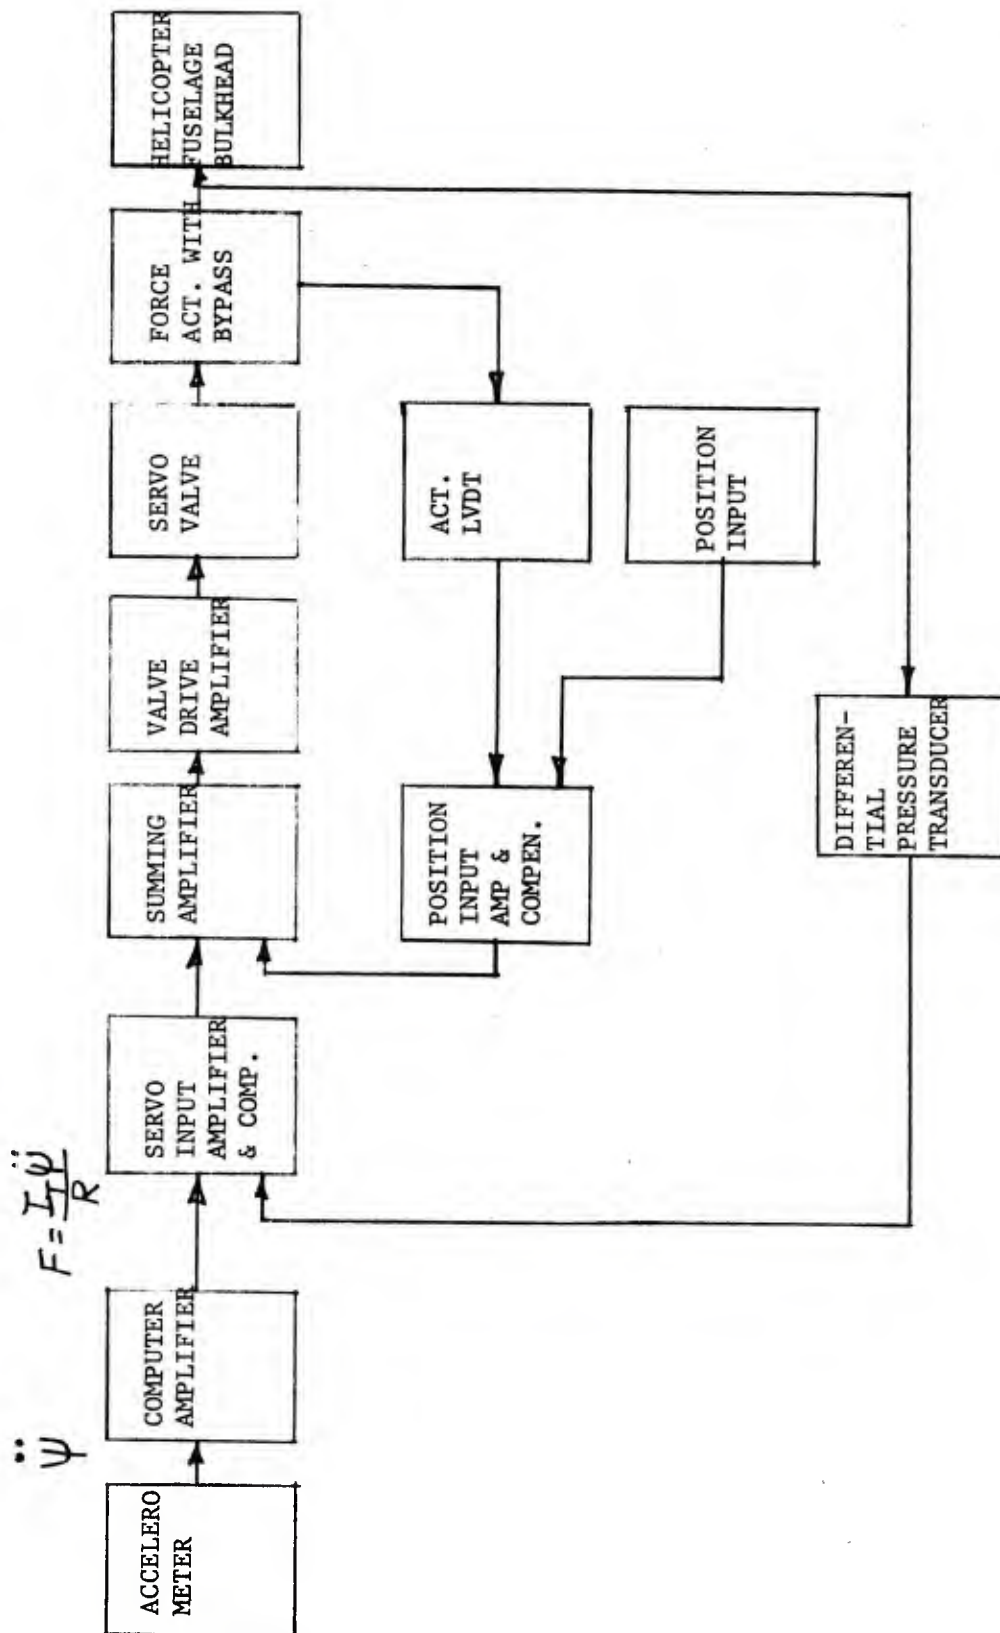 ψ̈
F = I_T ψ̈ / R
ACCELERO
METER
COMPUTER
AMPLIFIER
SERVO
INPUT
AMPLIFIER
& COMP.
SUMMING
AMPLIFIER
VALVE
DRIVE
AMPLIFIER
SERVO
VALVE
FORCE
ACT. WITH
BYPASS
HELICOPTER
FUSELAGE
BULKHEAD
POSITION
INPUT
AMP &
COMPEN.
ACT.
LVDT
POSITION
INPUT
DIFFEREN-
TIAL
PRESSURE
TRANSDUCER